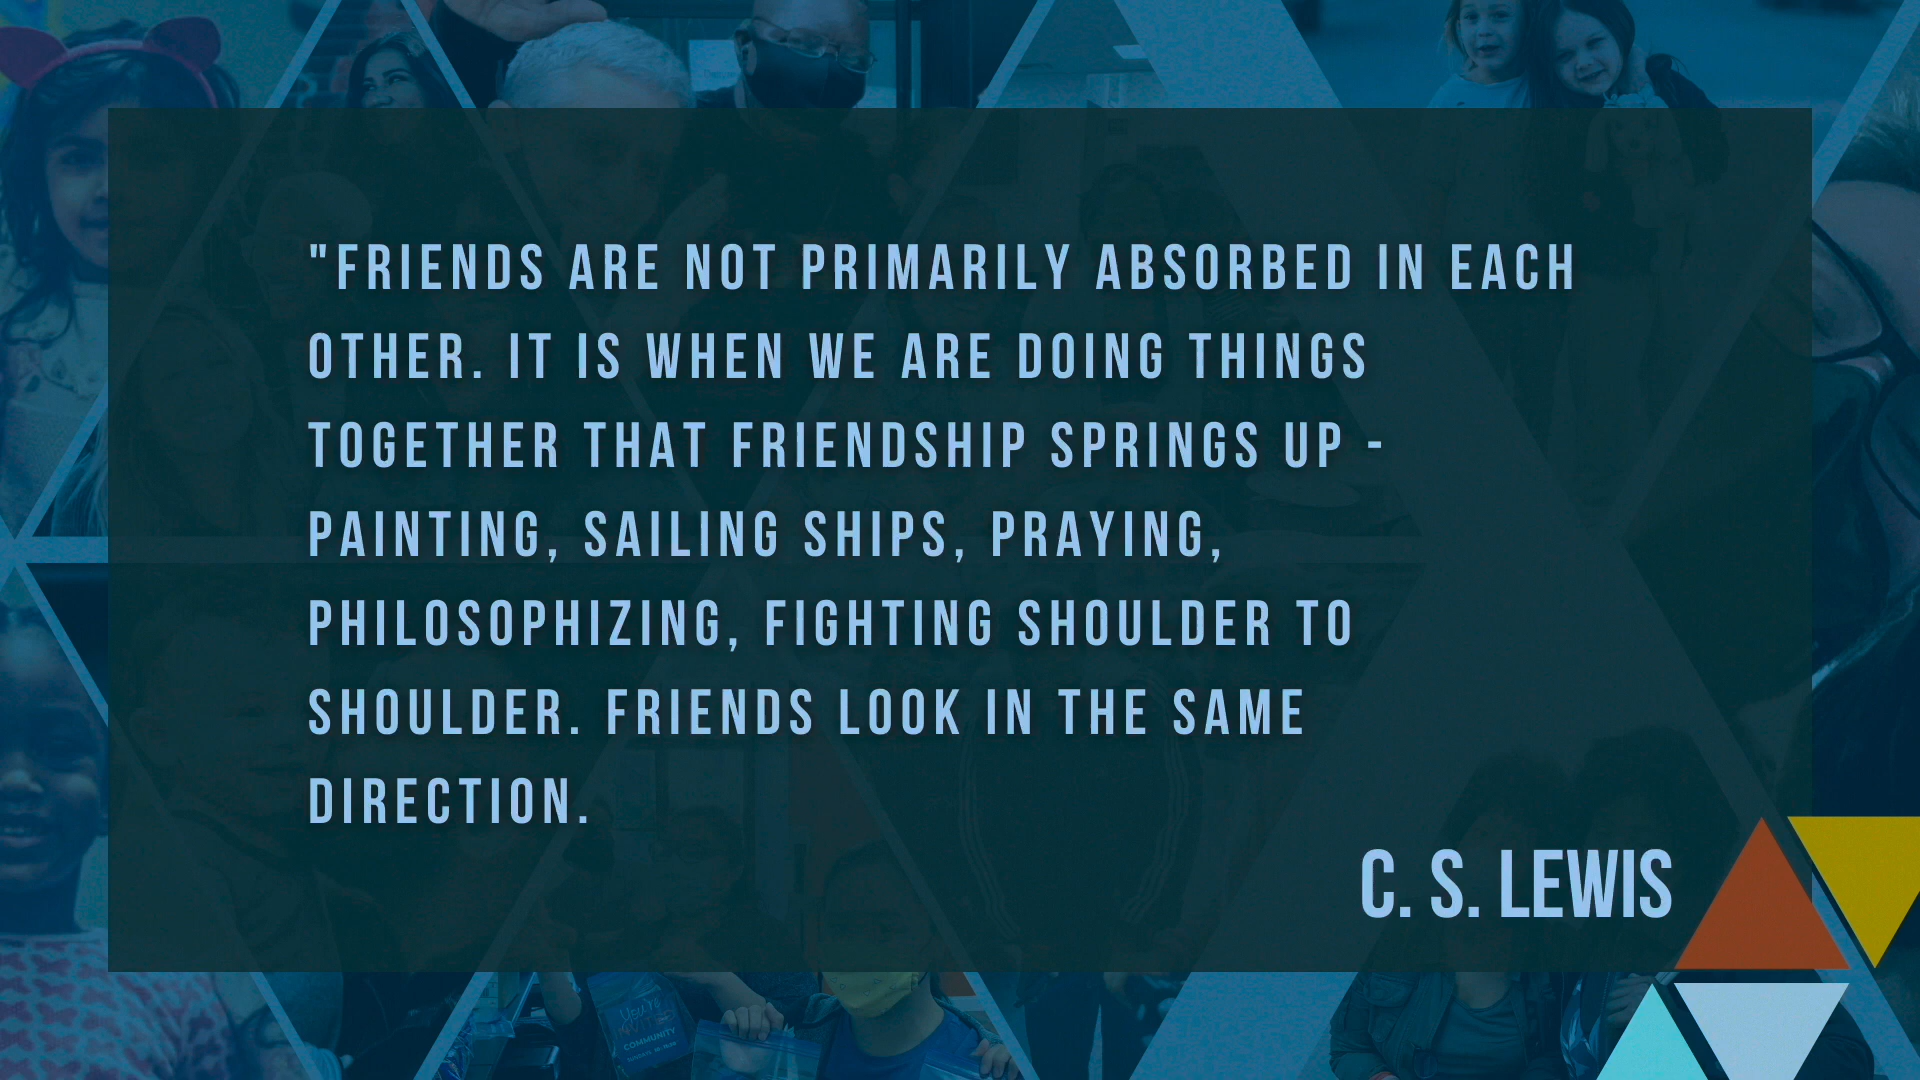 "FRIENDS ARE NOT PRIMARILY ABSORBED IN EACH
OTHER. IT IS WHEN WE ARE DOING THINGS
TOGETHER THAT FRIENDSHIP SPRINGS UP -
PAINTING, SAILING SHIPS, PRAYING,
PHILOSOPHIZING, FIGHTING SHOULDER TO
SHOULDER. FRIENDS LOOK IN THE SAME
DIRECTION.
C. S. LEWIS
COMMUNITY